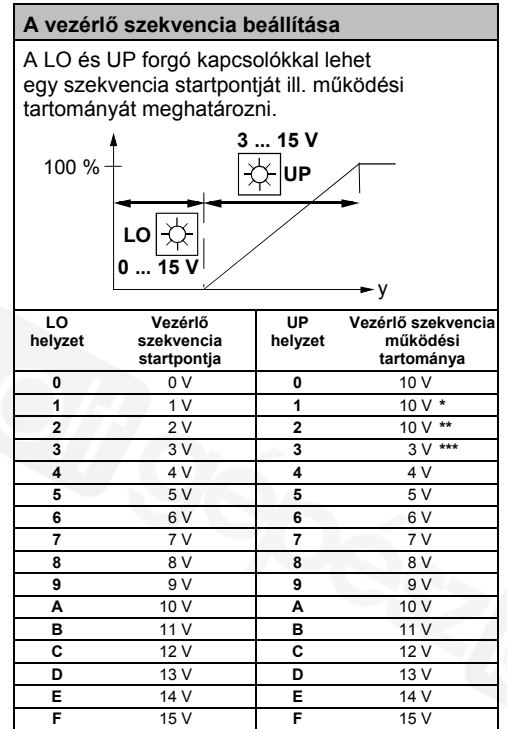 A vezérlő szekvencia beállítása
A LO és UP forgó kapcsolókkal lehet
egy szekvencia startpontját ill. működési
tartományát meghatározni.
3 ... 15 V
100 %
UP
LO
0 ... 15 V
y
LO helyzet Vezérlő szekvencia startpontja UP helyzet Vezérlő szekvencia működési tartománya
0 0 V 0 10 V
1 1 V 1 10 V *
2 2 V 2 10 V **
3 3 V 3 3 V ***
4 4 V 4 4 V
5 5 V 5 5 V
6 6 V 6 6 V
7 7 V 7 7 V
8 8 V 8 8 V
9 9 V 9 9 V
A 10 V A 10 V
B 11 V B 11 V
C 12 V C 12 V
D 13 V D 13 V
E 14 V E 14 V
F 15 V F 15 V